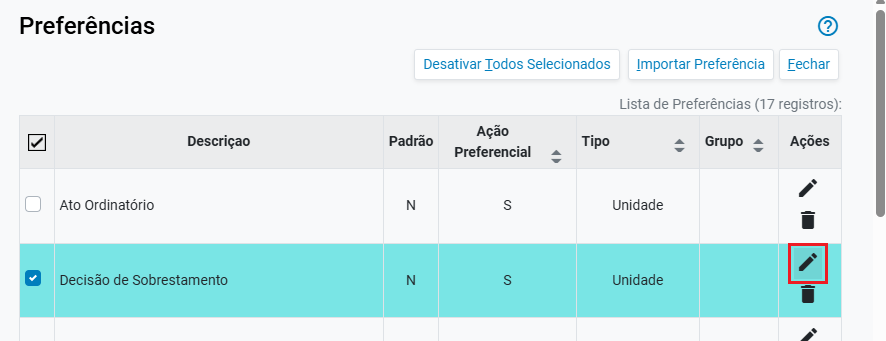 Preferências
?
Desativar Todos Selecionados Importar Preferência Fechar
Lista de Preferências (17 registros):
Descriçao Padrão Ação Preferencial Tipo Grupo Ações
Ato Ordinatório N S Unidade
Decisão de Sobrestamento N S Unidade